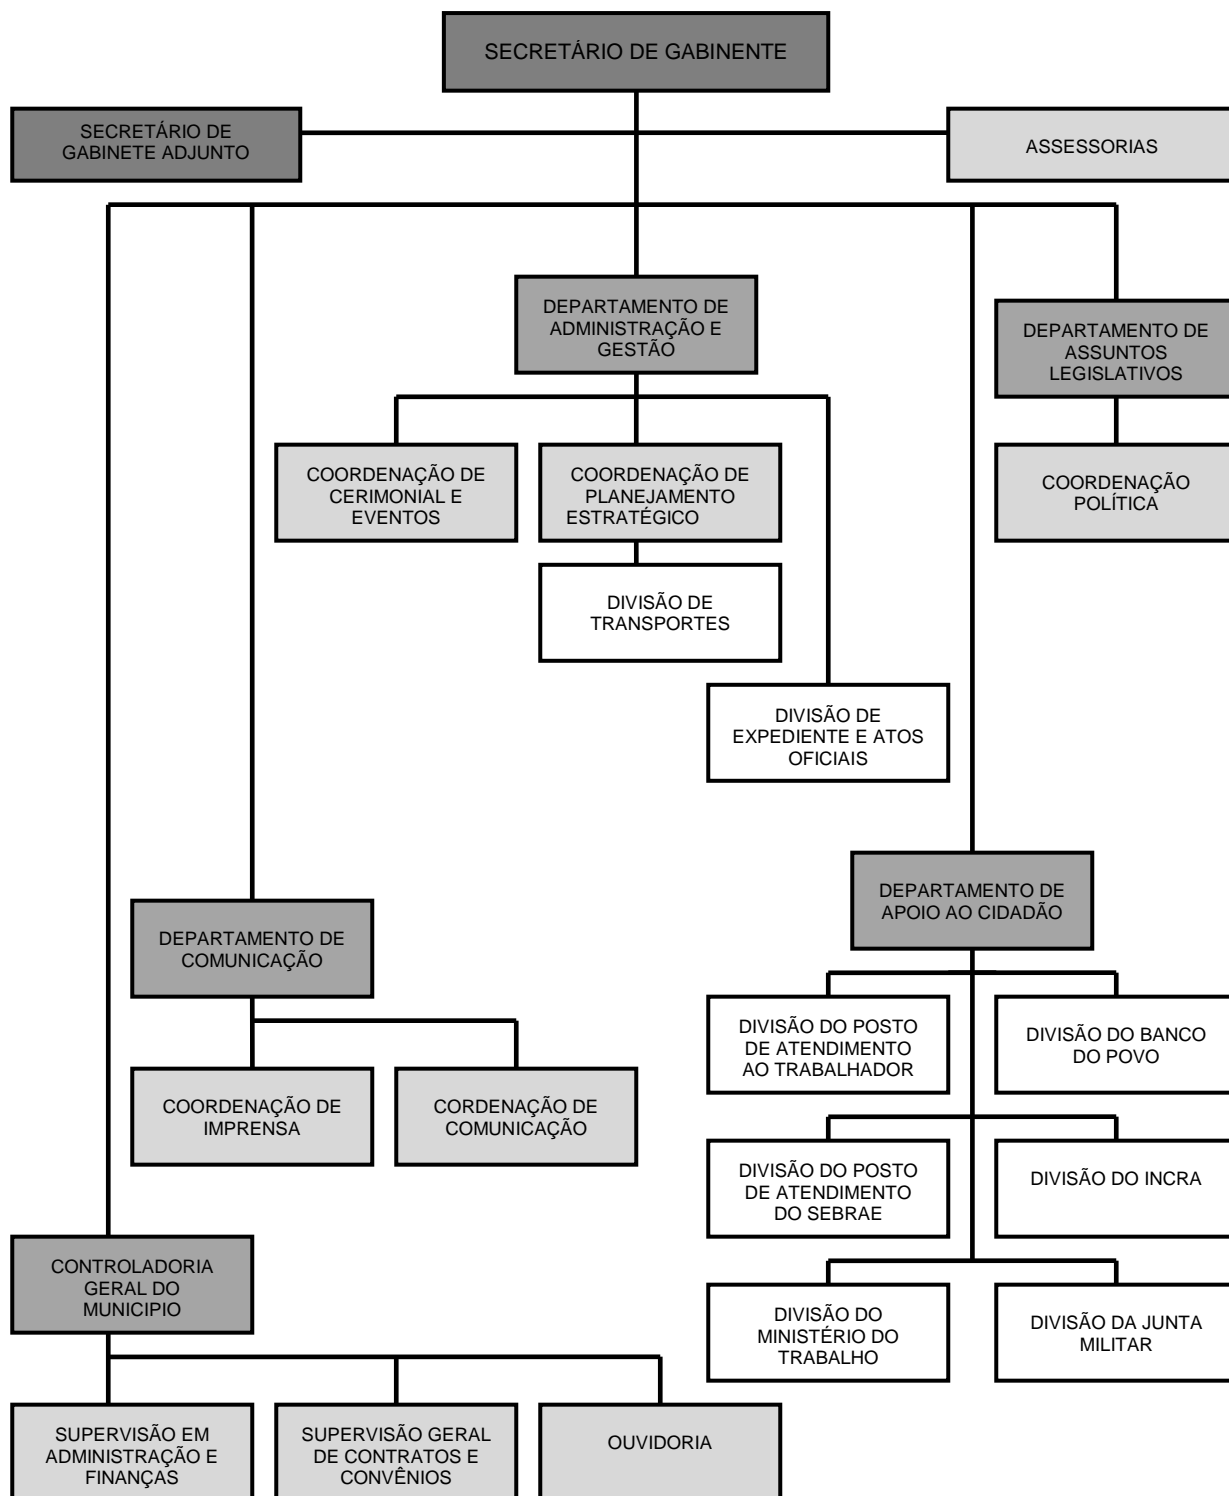 SECRETÁRIO DE GABINENTE
SECRETÁRIO DE
GABINETE ADJUNTO
ASSESSORIAS
DEPARTAMENTO DE
ADMINISTRAÇÃO E
GESTÃO
DEPARTAMENTO DE
ASSUNTOS
LEGISLATIVOS
COORDENAÇÃO DE
CERIMONIAL E
EVENTOS
COORDENAÇÃO DE
PLANEJAMENTO
ESTRATÉGICO
COORDENAÇÃO
POLÍTICA
DIVISÃO DE
TRANSPORTES
DIVISÃO DE
EXPEDIENTE E ATOS
OFICIAIS
DEPARTAMENTO DE
APOIO AO CIDADÃO
DEPARTAMENTO DE
COMUNICAÇÃO
DIVISÃO DO POSTO
DE ATENDIMENTO
AO TRABALHADOR
DIVISÃO DO BANCO
DO POVO
COORDENAÇÃO DE
IMPRENSA
CORDENAÇÃO DE
COMUNICAÇÃO
DIVISÃO DO POSTO
DE ATENDIMENTO
DO SEBRAE
DIVISÃO DO INCRA
CONTROLADORIA
GERAL DO
MUNICIPIO
DIVISÃO DO
MINISTÉRIO DO
TRABALHO
DIVISÃO DA JUNTA
MILITAR
SUPERVISÃO EM
ADMINISTRAÇÃO E
FINANÇAS
SUPERVISÃO GERAL
DE CONTRATOS E
CONVÊNIOS
OUVIDORIA